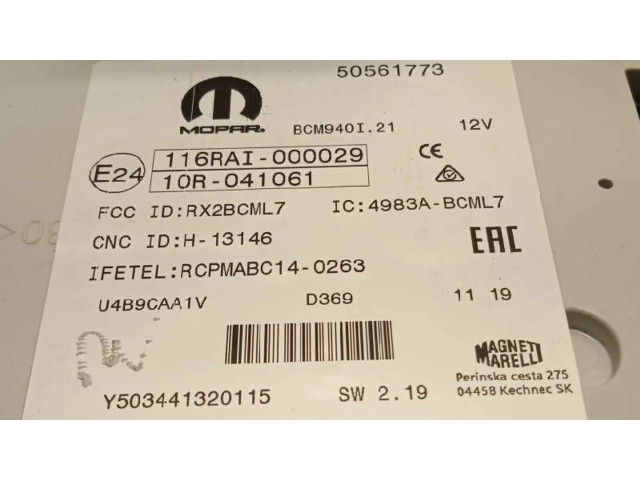 50561773
MOPAR.
BCM940I.21 12V
E24 116RAI-000029 CE
10R-041061
FCC ID:RX2BCML7 IC:4983A-BCML7
CNC ID:H-13146 EAC
IFETEL:RCPMABC14-0263
U4B9CAA1V D369 11 19
MAGNETI
MARELLI
Perinska cesta 275
Y503441320115 SW 2.19 04458 Kechnec SK